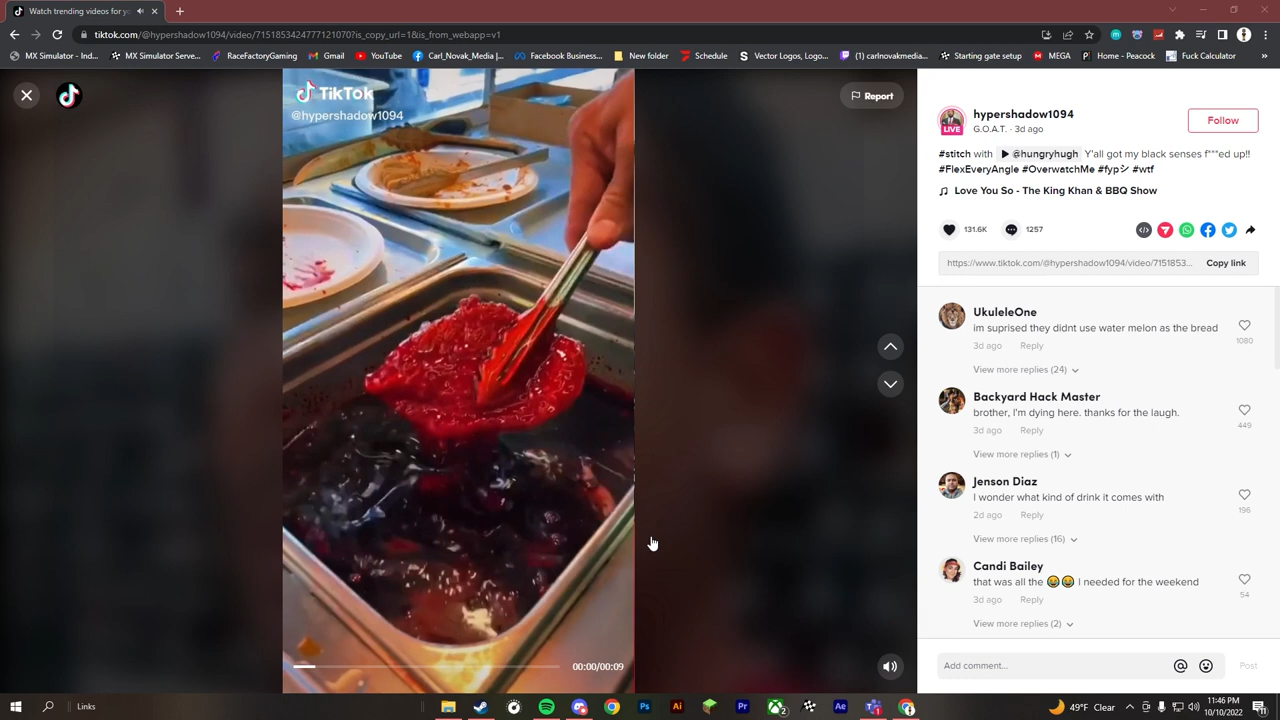 Watch trending videos for yo
tiktok.com/@hypershadow1094/video/7151853424777121070?is_copy_url=1&is_from_webapp=v1
MX Simulator - Ind...
MX Simulator Serve...
RaceFactoryGaming
Gmail
YouTube
Carl_Novak_Media |...
Facebook Business...
New folder
Schedule
Vector Logos, Logo...
(1) carlnovakmedia...
Starting gate setup
MEGA
Home - Peacock
Fuck Calculator
TikTok
@hypershadow1094
Report
00:00/00:09
hypershadow1094
LIVE
G.O.A.T. · 3d ago
Follow
#stitch with ▶ @hungryhugh Y'all got my black senses f***ed up!!
#FlexEveryAngle #OverwatchMe #fypシ #wtf
♫ Love You So - The King Khan & BBQ Show
131.6K
1257
https://www.tiktok.com/@hypershadow1094/video/7151853...
Copy link
UkuleleOne
im suprised they didnt use water melon as the bread
1080
3d ago Reply
View more replies (24)
Backyard Hack Master
brother, I'm dying here. thanks for the laugh.
449
3d ago Reply
View more replies (1)
Jenson Diaz
I wonder what kind of drink it comes with
196
2d ago Reply
View more replies (16)
Candi Bailey
that was all the 😂😂 I needed for the weekend
54
3d ago Reply
View more replies (2)
Add comment...
Post
Links
Ps
Ai
Pr
Ae
49°F Clear
11:46 PM
10/10/2022